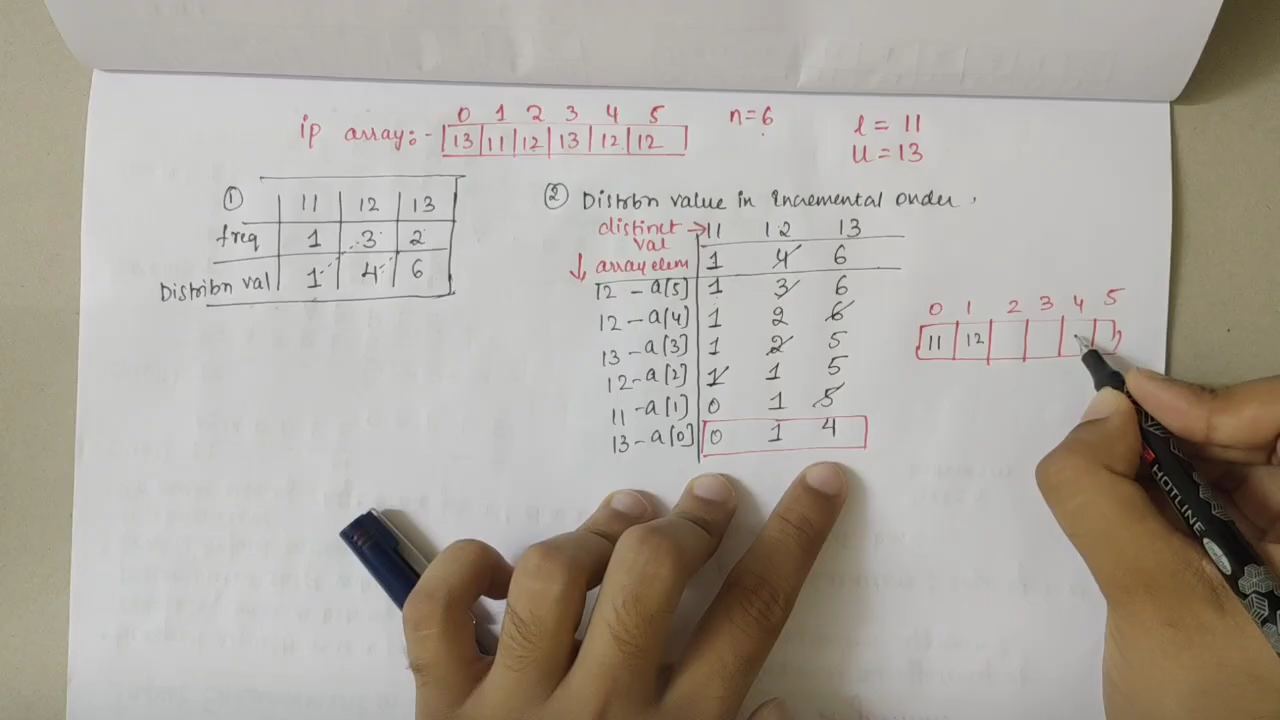 0 1 2 3 4 5
ip array:- 13 11 12 13 12 12
n=6
l = 11
u = 13
① 11 12 13
freq 1 3 2
Distribn val 1 4 6
② Distrbn value in Incremental order,
distinct val → 11 12 13
↓ array elem 1 4 6
12 - a[5] 1 3 6
12 - a[4] 1 2 6
13 - a[3] 1 2 5
12 - a[2] 1 1 5
11 - a[1] 0 1 5
13 - a[0] 0 1 4
0 1 2 3 4 5
11 12
HOTLINE